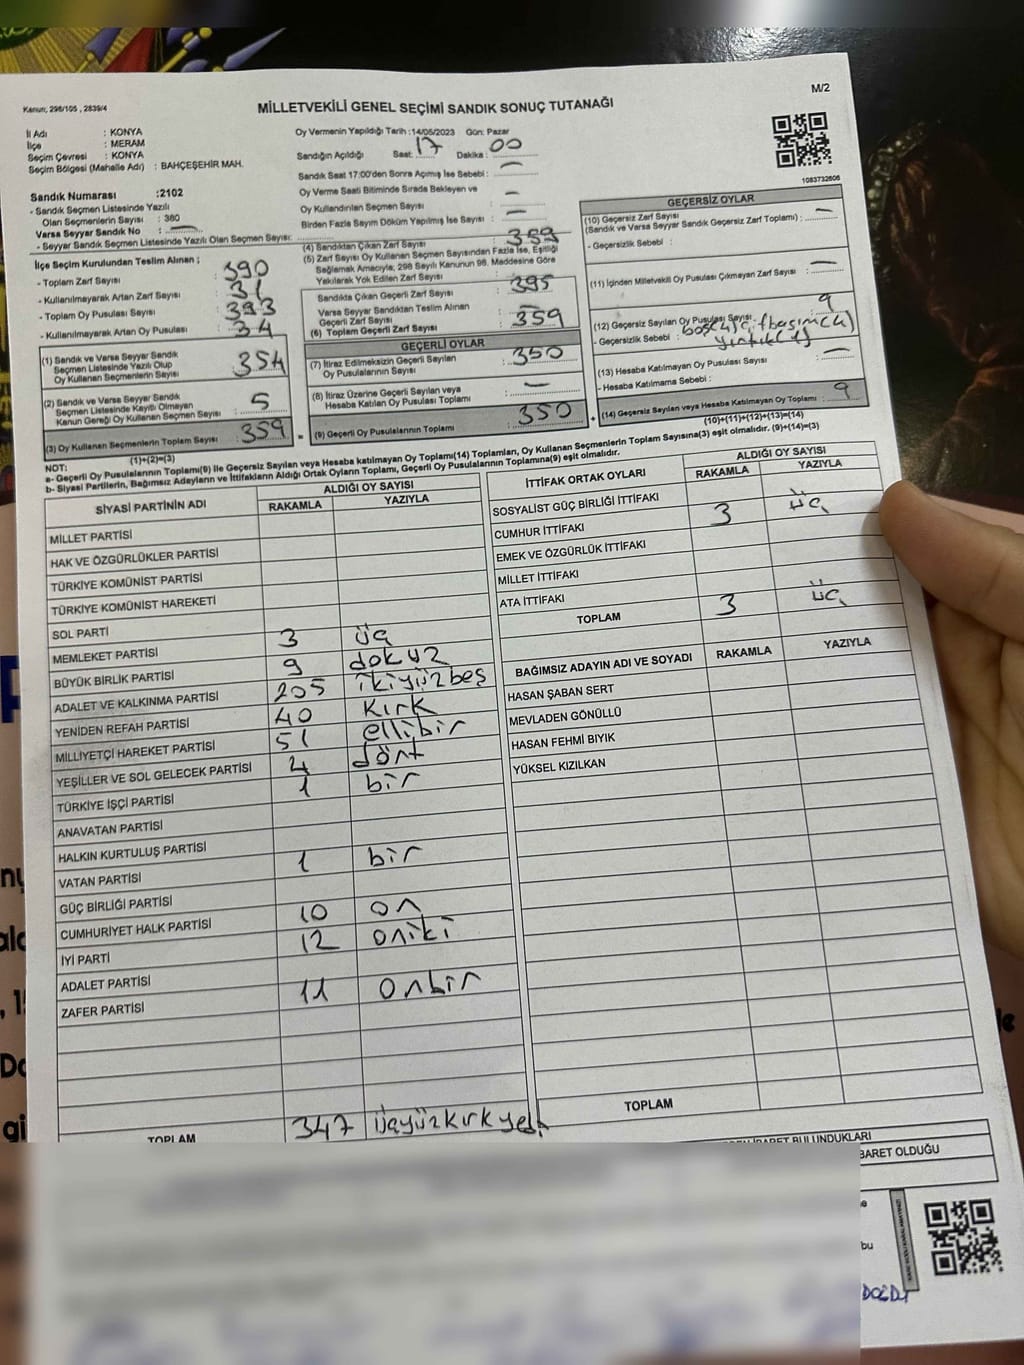 Kanun: 298/105 , 2839/4
M/2
MİLLETVEKİLİ GENEL SEÇİMİ SANDIK SONUÇ TUTANAĞI
İl Adı : KONYA
İlçe : MERAM
Seçim Çevresi : KONYA
Seçim Bölgesi (Mahalle Adı) : BAHÇEŞEHİR MAH.
Sandık Numarası :2102
- Sandık Seçmen Listesinde Yazılı
Olan Seçmenlerin Sayısı : 380
Varsa Seyyar Sandık No : —
- Seyyar Sandık Seçmen Listesinde Yazılı Olan Seçmen Sayısı:
İlçe Seçim Kurulundan Teslim Alınan ;
- Toplam Zarf Sayısı : 390
- Kullanılmayarak Artan Zarf Sayısı : 31
- Toplam Oy Pusulası Sayısı : 393
- Kullanılmayarak Artan Oy Pusulası : 34
(1) Sandık ve Varsa Seyyar Sandık
Seçmen Listesinde Yazılı Olup
Oy Kullanan Seçmenlerin Sayısı : 354
(2) Sandık ve Varsa Seyyar Sandık
Seçmen Listesinde Kayıtlı Olmayan
Kanun Gereği Oy Kullanan Seçmen Sayısı : 5
(3) Oy Kullanan Seçmenlerin Toplam Sayısı : 359
(1)+(2)=(3)
Oy Vermenin Yapıldığı Tarih :14/05/2023 Gün: Pazar
Sandığın Açıldığı Saat: 17 Dakika : 00
Sandık Saat 17:00'den Sonra Açılmış İse Sebebi : —
Oy Verme Saati Bitiminde Sırada Bekleyen ve
Oy Kullandırılan Seçmen Sayısı : —
Birden Fazla Sayım Döküm Yapılmış İse Sayısı : —
(4) Sandıktan Çıkan Zarf Sayısı : 359
(5) Zarf Sayısı Oy Kullanan Seçmen Sayısından Fazla İse, Eşitliği
Sağlamak Amacıyla; 298 Sayılı Kanunun 98. Maddesine Göre
Yakılarak Yok Edilen Zarf Sayısı : —
Sandıkta Çıkan Geçerli Zarf Sayısı : 395
Varsa Seyyar Sandıktan Teslim Alınan
Geçerli Zarf Sayısı : —
(6) Toplam Geçerli Zarf Sayısı : 359
GEÇERLİ OYLAR
(7) İtiraz Edilmeksizin Geçerli Sayılan
Oy Pusulalarının Sayısı : 350
(8) İtiraz Üzerine Geçerli Sayılan veya
Hesaba Katılan Oy Pusulası Toplamı : —
= (9) Geçerli Oy Pusulalarının Toplamı : 350 +
1083732606
GEÇERSİZ OYLAR
(10) Geçersiz Zarf Sayısı
(Sandık ve Varsa Seyyar Sandık Geçersiz Zarf Toplamı) : —
- Geçersizlik Sebebi :
(11) İçinden Milletvekili Oy Pusulası Çıkmayan Zarf Sayısı : —
(12) Geçersiz Sayılan Oy Pusulası Sayısı : 9
- Geçersizlik Sebebi : boş(4) çift basım(4)
yırtık(1)
(13) Hesaba Katılmayan Oy Pusulası Sayısı : —
- Hesaba Katılmama Sebebi :
(14) Geçersiz Sayılan veya Hesaba Katılmayan Oy Toplamı : 9
(10)+(11)+(12)+(13)=(14)
NOT:
a- Geçerli Oy Pusulalarının Toplamı(9) ile Geçersiz Sayılan veya Hesaba katılmayan Oy Toplamı(14) Toplamları, Oy Kullanan Seçmenlerin Toplam Sayısına(3) eşit olmalıdır. (9)+(14)=(3)
b- Siyasi Partilerin, Bağımsız Adayların ve İttifakların Aldığı Ortak Oyların Toplamı, Geçerli Oy Pusulalarının Toplamına(9) eşit olmalıdır.
SİYASİ PARTİNİN ADI ALDIĞI OY SAYISI
RAKAMLA YAZIYLA
MİLLET PARTİSİ
HAK VE ÖZGÜRLÜKLER PARTİSİ
TÜRKİYE KOMÜNİST PARTİSİ
TÜRKİYE KOMÜNİST HAREKETİ
SOL PARTİ
MEMLEKET PARTİSİ 3 üç
BÜYÜK BİRLİK PARTİSİ 9 dokuz
ADALET VE KALKINMA PARTİSİ 205 ikiyüzbeş
YENİDEN REFAH PARTİSİ 40 kırk
MİLLİYETÇİ HAREKET PARTİSİ 51 ellibir
YEŞİLLER VE SOL GELECEK PARTİSİ 4 dört
TÜRKİYE İŞÇİ PARTİSİ 1 bir
ANAVATAN PARTİSİ
HALKIN KURTULUŞ PARTİSİ
VATAN PARTİSİ 1 bir
GÜÇ BİRLİĞİ PARTİSİ
CUMHURİYET HALK PARTİSİ 10 on
İYİ PARTİ 12 oniki
ADALET PARTİSİ
ZAFER PARTİSİ 11 onbir
TOPLAM 347 üçyüzkırkyedi
İTTİFAK ORTAK OYLARI ALDIĞI OY SAYISI
RAKAMLA YAZIYLA
SOSYALİST GÜÇ BİRLİĞİ İTTİFAKI
CUMHUR İTTİFAKI 3 üç
EMEK VE ÖZGÜRLÜK İTTİFAKI
MİLLET İTTİFAKI
ATA İTTİFAKI
TOPLAM 3 üç
BAĞIMSIZ ADAYIN ADI VE SOYADI RAKAMLA YAZIYLA
HASAN ŞABAN SERT
MEVLADEN GÖNÜLLÜ
HASAN FEHMİ BIYIK
YÜKSEL KIZILKAN
TOPLAM
İBARET BULUNDUKLARI
BARET OLDUĞU
bu